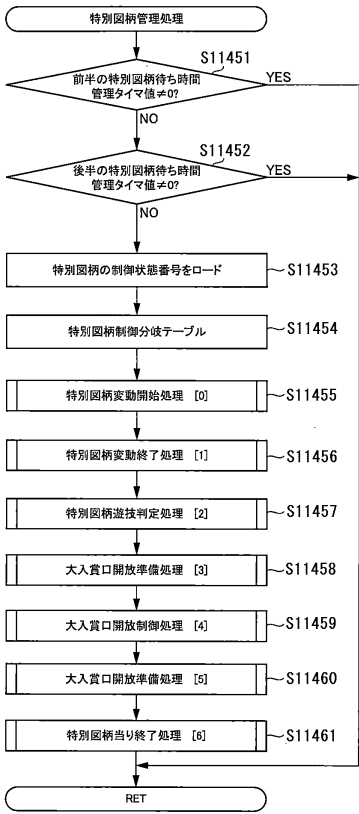 特別図柄管理処理
S11451
前半の特別図柄待ち時間
管理タイマ値≠0?
YES
NO
S11452
後半の特別図柄待ち時間
管理タイマ値≠0?
YES
NO
特別図柄の制御状態番号をロード
S11453
特別図柄制御分岐テーブル
S11454
特別図柄変動開始処理 [0]
S11455
特別図柄変動終了処理 [1]
S11456
特別図柄遊技判定処理 [2]
S11457
大入賞口開放準備処理 [3]
S11458
大入賞口開放制御処理 [4]
S11459
大入賞口開放準備処理 [5]
S11460
特別図柄当り終了処理 [6]
S11461
RET